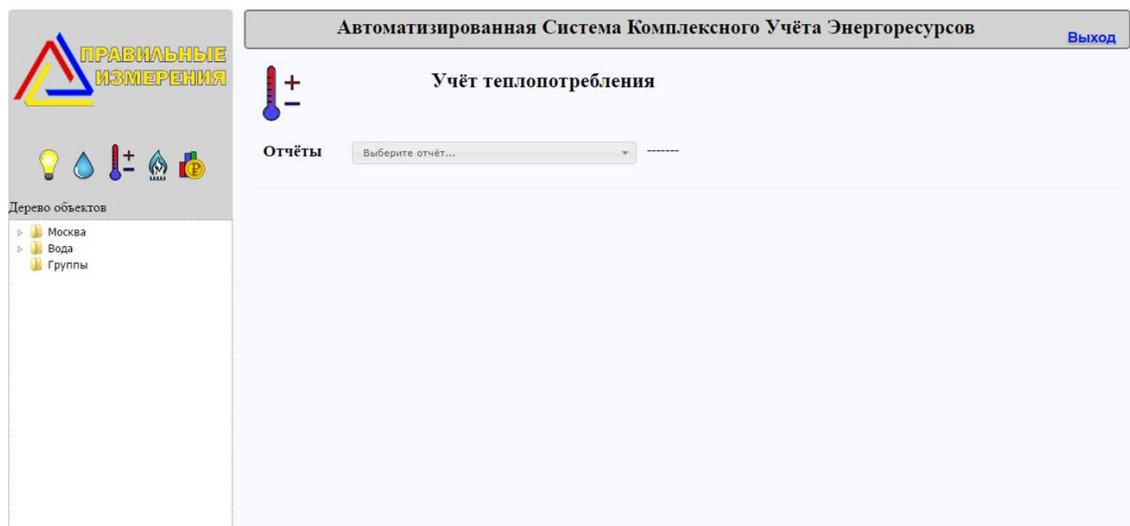 ПРАВИЛЬНЫЕ
ИЗМЕРЕНИЯ
Автоматизированная Система Комплексного Учёта Энергоресурсов
Выход
Учёт теплопотребления
Отчёты
Выберите отчёт...
-------
Дерево объектов
Москва
Вода
Группы